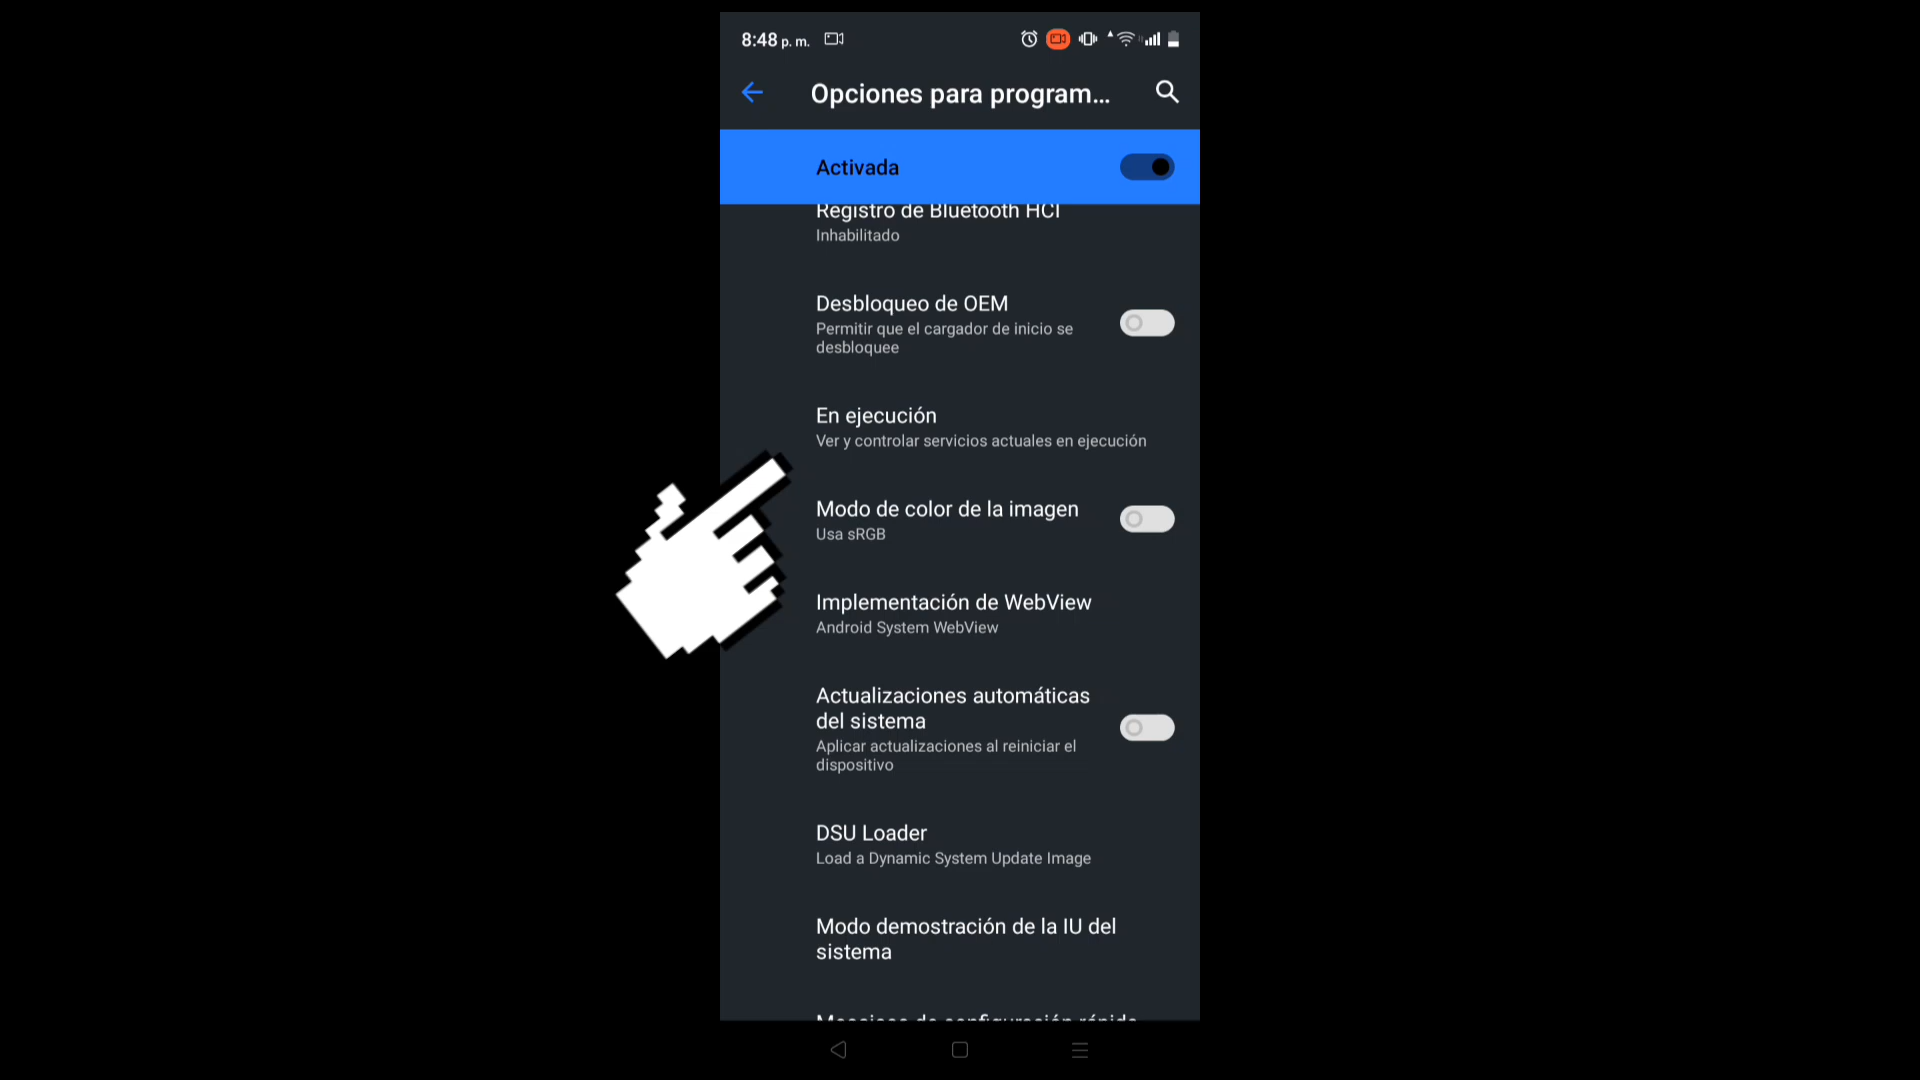 8:48 p. m.
Opciones para program...
Activada
Registro de Bluetooth HCI
Inhabilitado
Desbloqueo de OEM
Permitir que el cargador de inicio se
desbloquee
En ejecución
Ver y controlar servicios actuales en ejecución
Modo de color de la imagen
Usa sRGB
Implementación de WebView
Android System WebView
Actualizaciones automáticas
del sistema
Aplicar actualizaciones al reiniciar el
dispositivo
DSU Loader
Load a Dynamic System Update Image
Modo demostración de la IU del
sistema